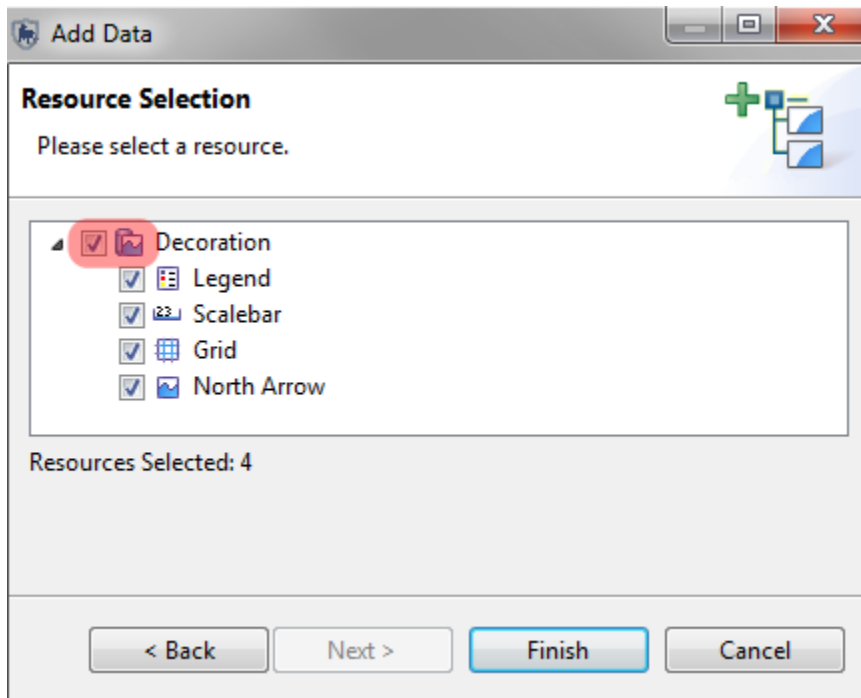 Add Data
Resource Selection
Please select a resource.
Decoration
Legend
23 Scalebar
Grid
North Arrow
Resources Selected: 4
< Back Next > Finish Cancel